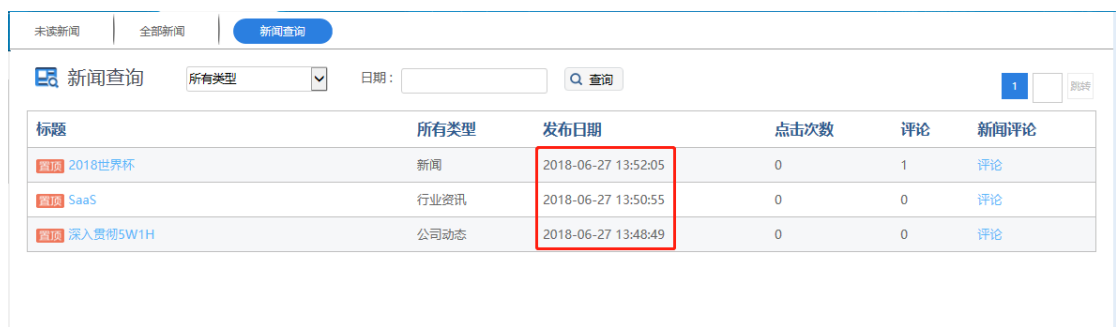 未读新闻 全部新闻 新闻查询
新闻查询 所有类型 日期： 查询 1 跳转
标题 所有类型 发布日期 点击次数 评论 新闻评论
置顶 2018世界杯 新闻 2018-06-27 13:52:05 0 1 评论
置顶 SaaS 行业资讯 2018-06-27 13:50:55 0 0 评论
置顶 深入贯彻5W1H 公司动态 2018-06-27 13:48:49 0 0 评论